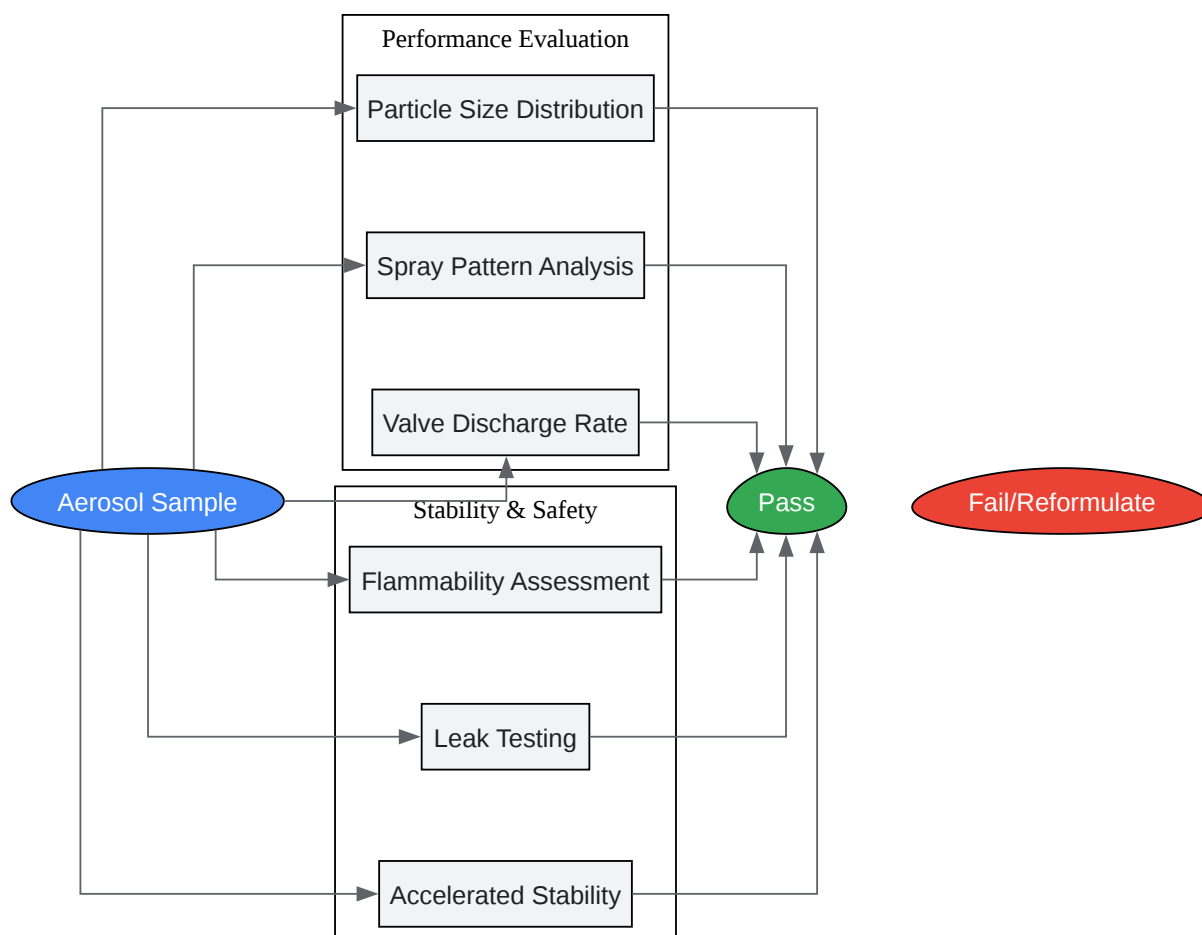 Performance Evaluation
Particle Size Distribution
Spray Pattern Analysis
Valve Discharge Rate
Aerosol Sample
Stability & Safety
Pass
Fail/Reformulate
Flammability Assessment
Leak Testing
Accelerated Stability